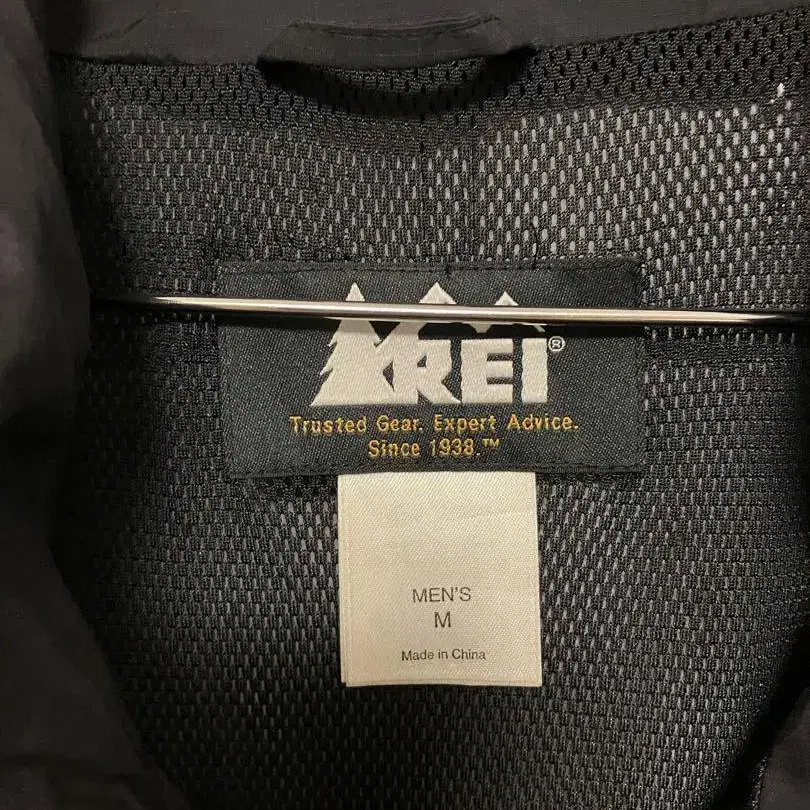 REI®
Trusted Gear. Expert Advice.
Since 1938.™
MEN'S
M
Made in China